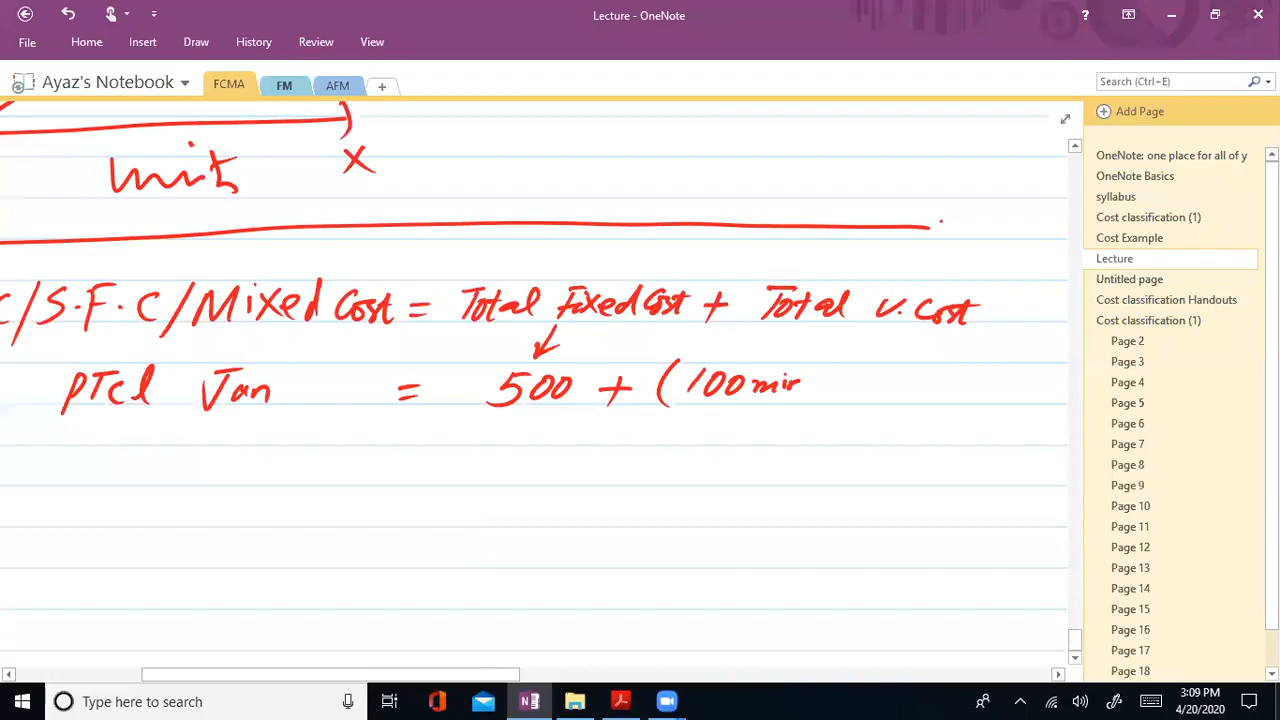 Lecture - OneNote
?
File Home Insert Draw History Review View
Ayaz's Notebook FCMA FM AFM +
Search (Ctrl+E)
Add Page
unit X
C/S.F.C/Mixed Cost = Total Fixed Cost + Total V. Cost
PTCL Jan = 500 + (100 min
OneNote: one place for all of y
OneNote Basics
syllabus
Cost classification (1)
Cost Example
Lecture
Untitled page
Cost classification Handouts
Cost classification (1)
Page 2
Page 3
Page 4
Page 5
Page 6
Page 7
Page 8
Page 9
Page 10
Page 11
Page 12
Page 13
Page 14
Page 15
Page 16
Page 17
Page 18
Type here to search
3:09 PM
4/20/2020